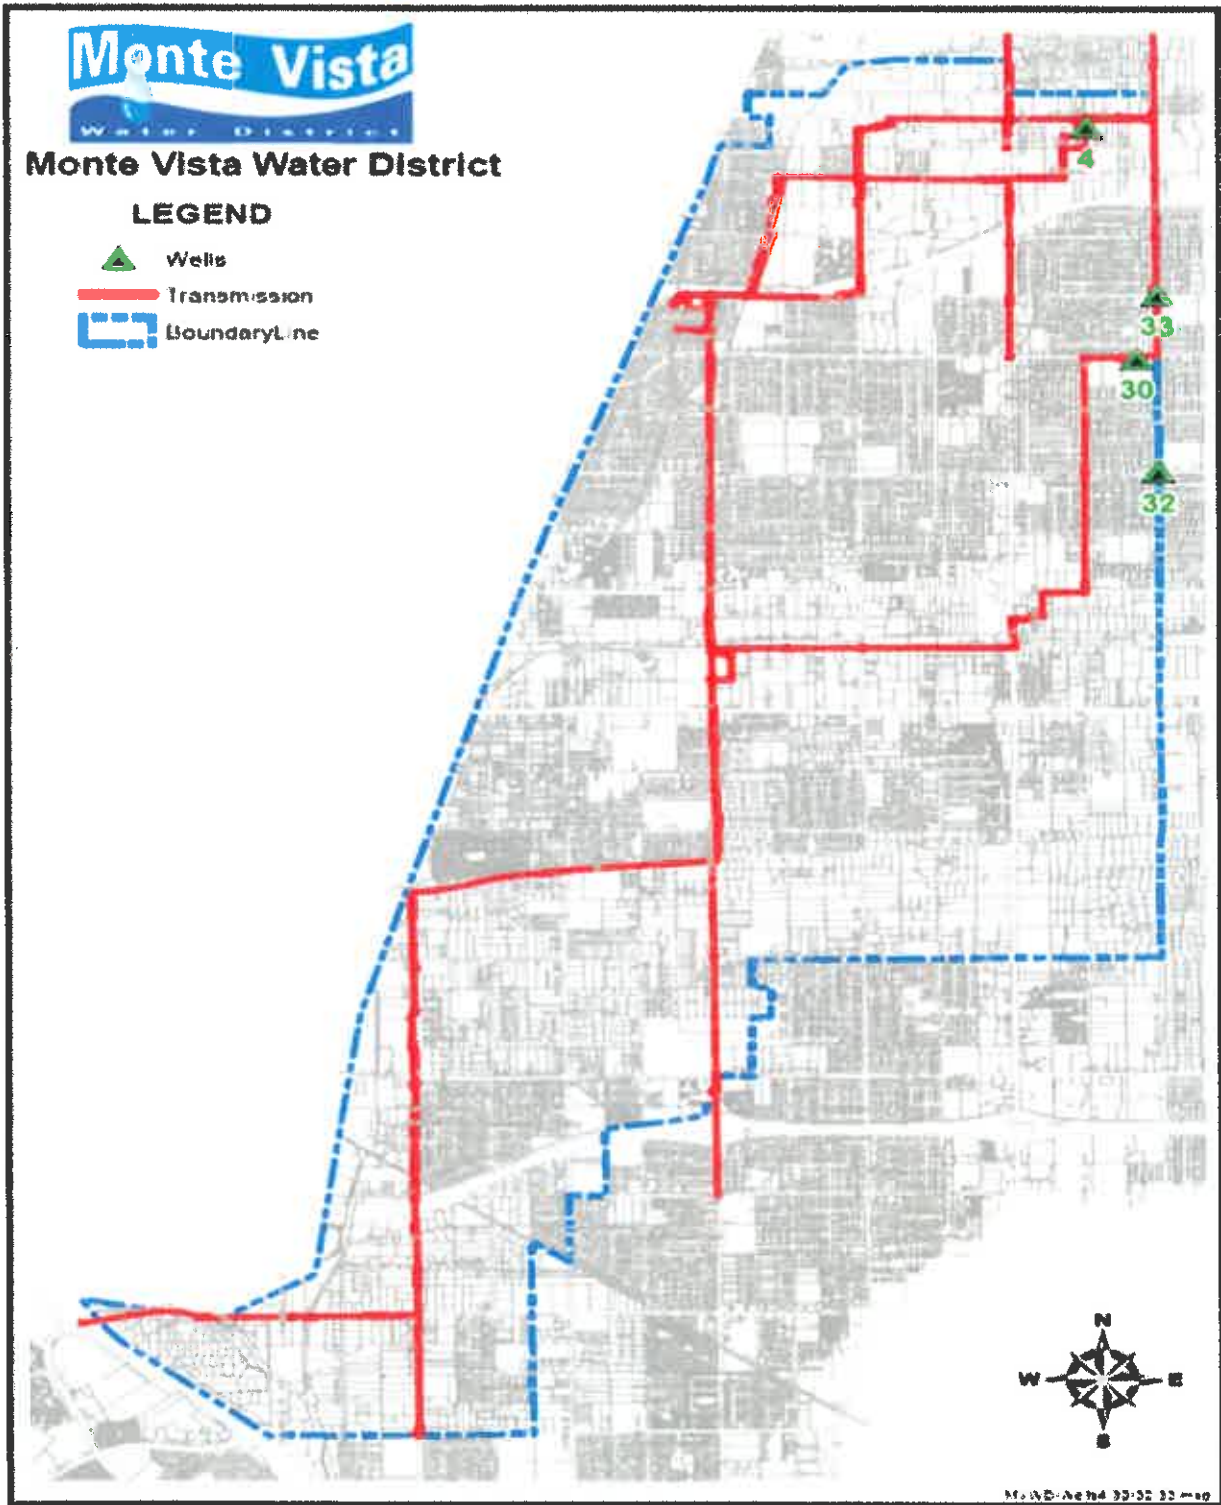 Monte Vista
Water District
Monte Vista Water District
LEGEND
Wells
Transmission
BoundaryLine
4
33
30
32
N
W
E
S